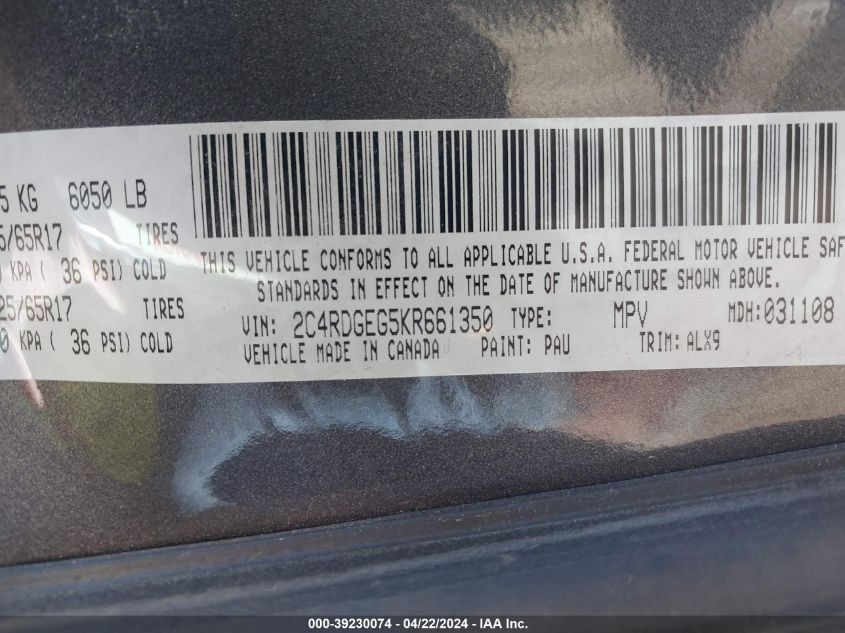 5 KG 6050 LB
5/65R17 TIRES
0 KPA ( 36 PSI) COLD
25/65R17 TIRES
0 KPA ( 36 PSI) COLD
THIS VEHICLE CONFORMS TO ALL APPLICABLE U.S.A. FEDERAL MOTOR VEHICLE SAF
STANDARDS IN EFFECT ON THE DATE OF MANUFACTURE SHOWN ABOVE.
VIN: 2C4RDGEG5KR661350 TYPE: MPV MDH:031108
VEHICLE MADE IN CANADA PAINT: PAU TRIM: ALX9
000-39230074 - 04/22/2024 - IAA Inc.